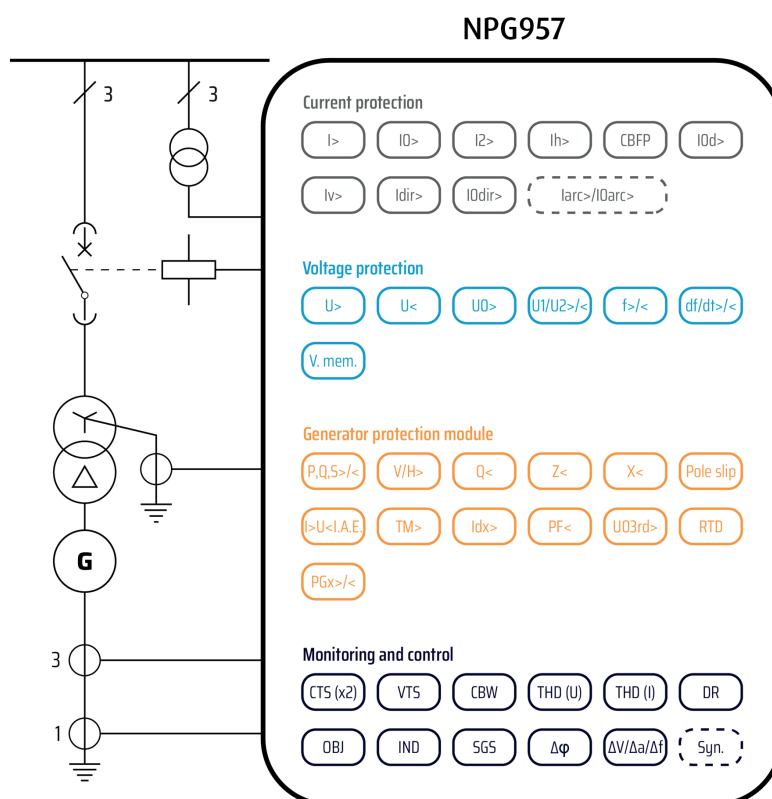 NPG957
3
3
Current protection
I> I0> I2> Ih> CBFP I0d>
Iv> Idir> I0dir> Iarc>/I0arc>
Voltage protection
U> U< U0> U1/U2>/< f>/< df/dt>/<
V. mem.
Generator protection module
P,Q,S>/< V/H> Q< Z< X< Pole slip
I>U<I.A.E. TM> Idx> PF< U03rd> RTD
G
PGx>/<
Monitoring and control
3
CTS (x2) VTS CBW THD (U) THD (I) DR
1
OBJ IND SGS Δφ ΔV/Δa/Δf Syn.